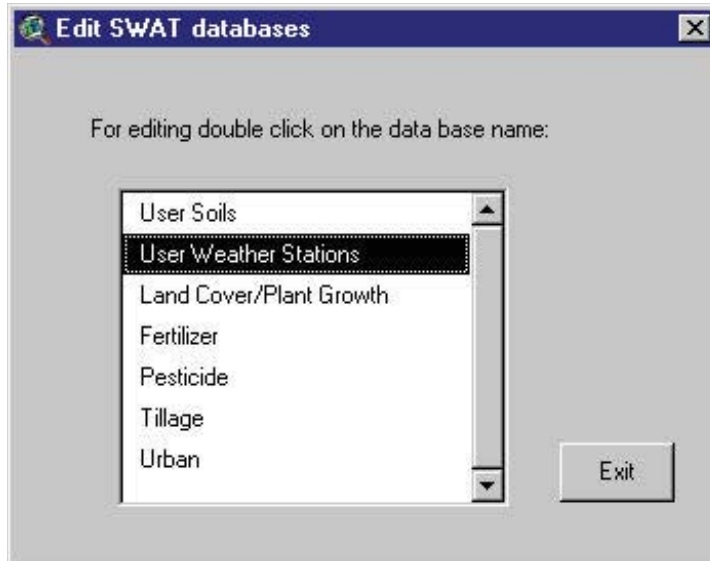 Edit SWAT databases
For editing double click on the data base name:
User Soils
User Weather Stations
Land Cover/Plant Growth
Fertilizer
Pesticide
Tillage
Urban
Exit